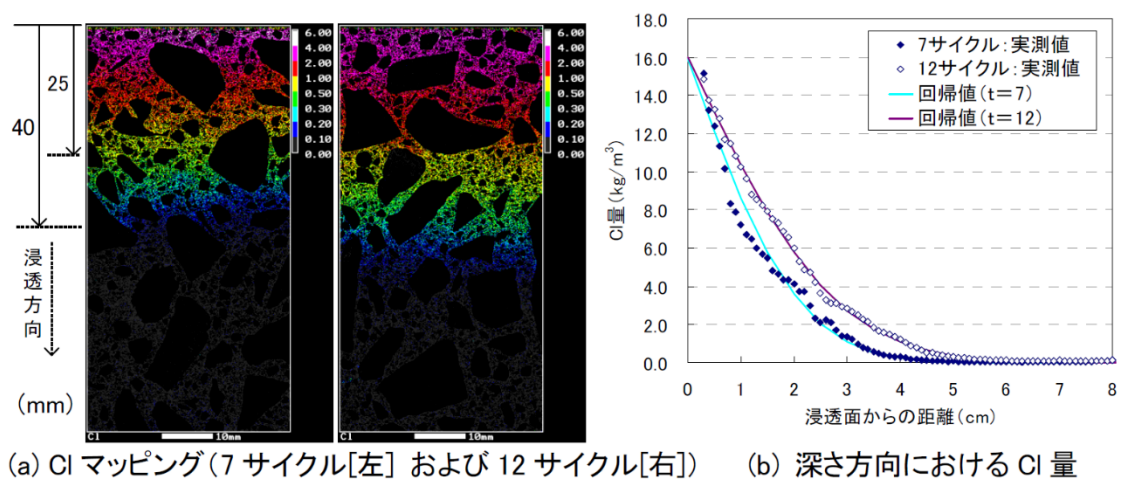 25
40
浸透方向
(mm)
6.00
2.00
1.00
0.50
0.30
0.20
0.10
0.00
Cl
10mm
6.00
2.00
1.00
0.50
0.30
0.20
0.10
0.00
Cl
10mm
(a) Cl マッピング(7 サイクル[左] および 12 サイクル[右])
18.0
16.0
14.0
12.0
10.0
8.0
6.0
4.0
2.0
0.0
Cl量(kg/m³)
7サイクル:実測値
12サイクル:実測値
回帰値(t=7)
回帰値(t=12)
0 1 2 3 4 5 6 7 8
浸透面からの距離(cm)
(b) 深さ方向における Cl 量